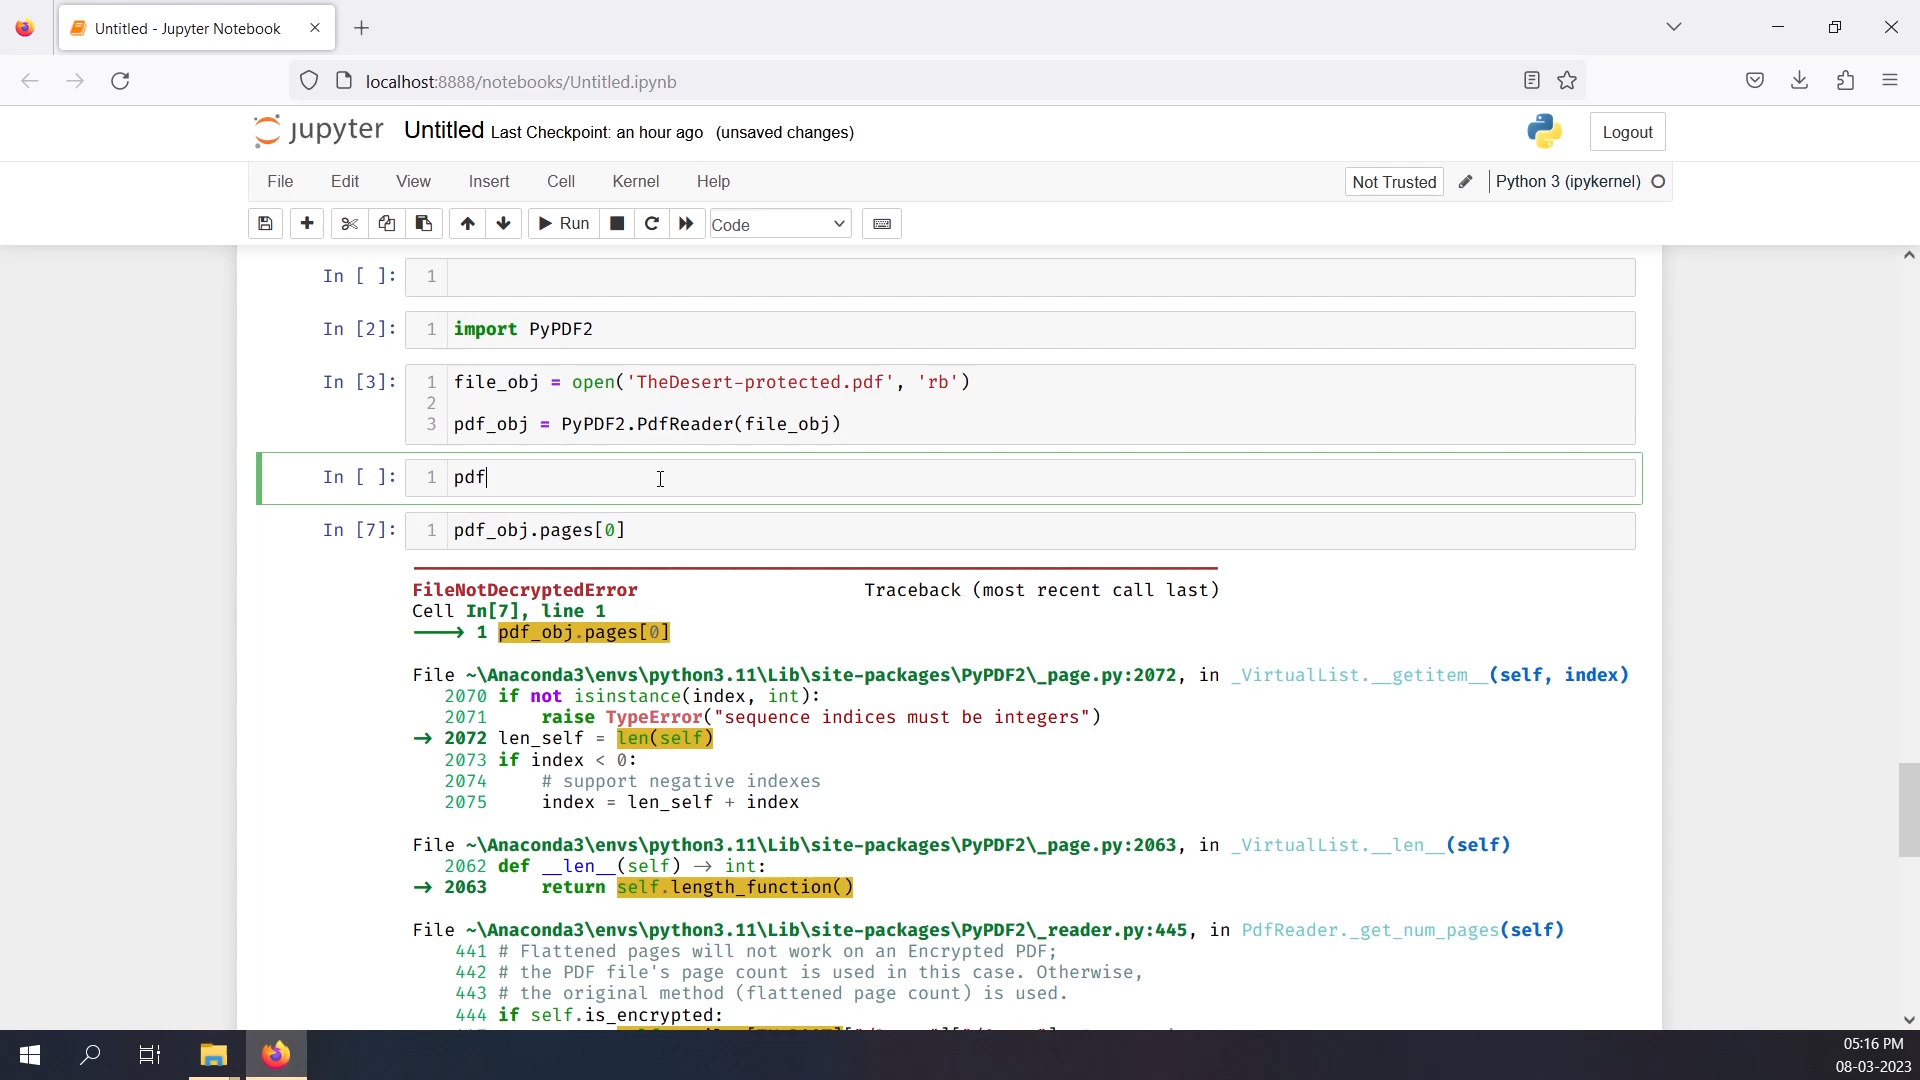 Untitled - Jupyter Notebook
localhost:8888/notebooks/Untitled.ipynb
jupyter Untitled Last Checkpoint: an hour ago (unsaved changes)
Logout
File Edit View Insert Cell Kernel Help
Not Trusted Python 3 (ipykernel)
Run Code
In [ ]: 1
In [2]: 1 import PyPDF2
In [3]: 1 file_obj = open('TheDesert-protected.pdf', 'rb')
2
3 pdf_obj = PyPDF2.PdfReader(file_obj)
In [ ]: 1 pdf
In [7]: 1 pdf_obj.pages[0]
FileNotDecryptedError Traceback (most recent call last)
Cell In[7], line 1
1 pdf_obj.pages[0]
File ~\Anaconda3\envs\python3.11\Lib\site-packages\PyPDF2\_page.py:2072, in _VirtualList.__getitem__(self, index)
2070 if not isinstance(index, int):
2071 raise TypeError("sequence indices must be integers")
→ 2072 len_self = len(self)
2073 if index < 0:
2074 # support negative indexes
2075 index = len_self + index
File ~\Anaconda3\envs\python3.11\Lib\site-packages\PyPDF2\_page.py:2063, in _VirtualList.__len__(self)
2062 def __len__(self) → int:
→ 2063 return self.length_function()
File ~\Anaconda3\envs\python3.11\Lib\site-packages\PyPDF2\_reader.py:445, in PdfReader._get_num_pages(self)
441 # Flattened pages will not work on an Encrypted PDF;
442 # the PDF file's page count is used in this case. Otherwise,
443 # the original method (flattened page count) is used.
444 if self.is_encrypted:
05:16 PM
08-03-2023